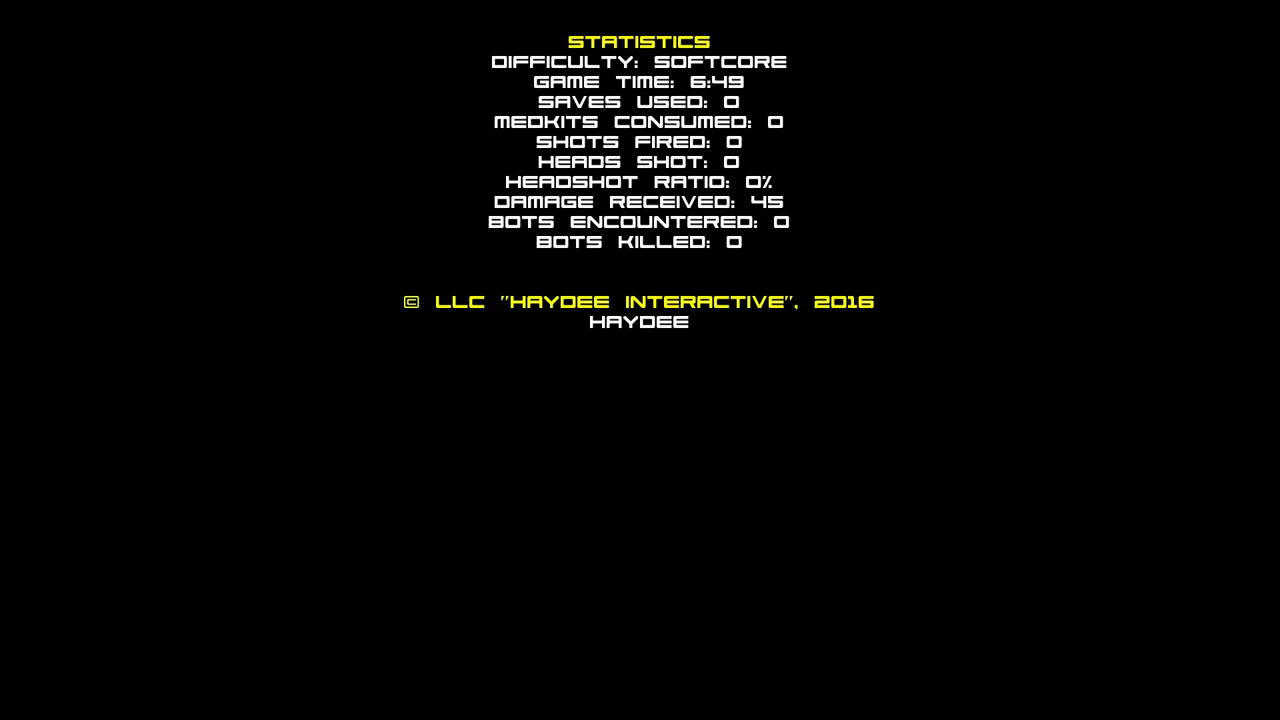 STATISTICS
DIFFICULTY: SOFTCORE
GAME TIME: 6:49
SAVES USED: 0
MEDKITS CONSUMED: 0
SHOTS FIRED: 0
HEADS SHOT: 0
HEADSHOT RATIO: 0%
DAMAGE RECEIVED: 45
BOTS ENCOUNTERED: 0
BOTS KILLED: 0
© LLC "HAYDEE INTERACTIVE", 2016
HAYDEE